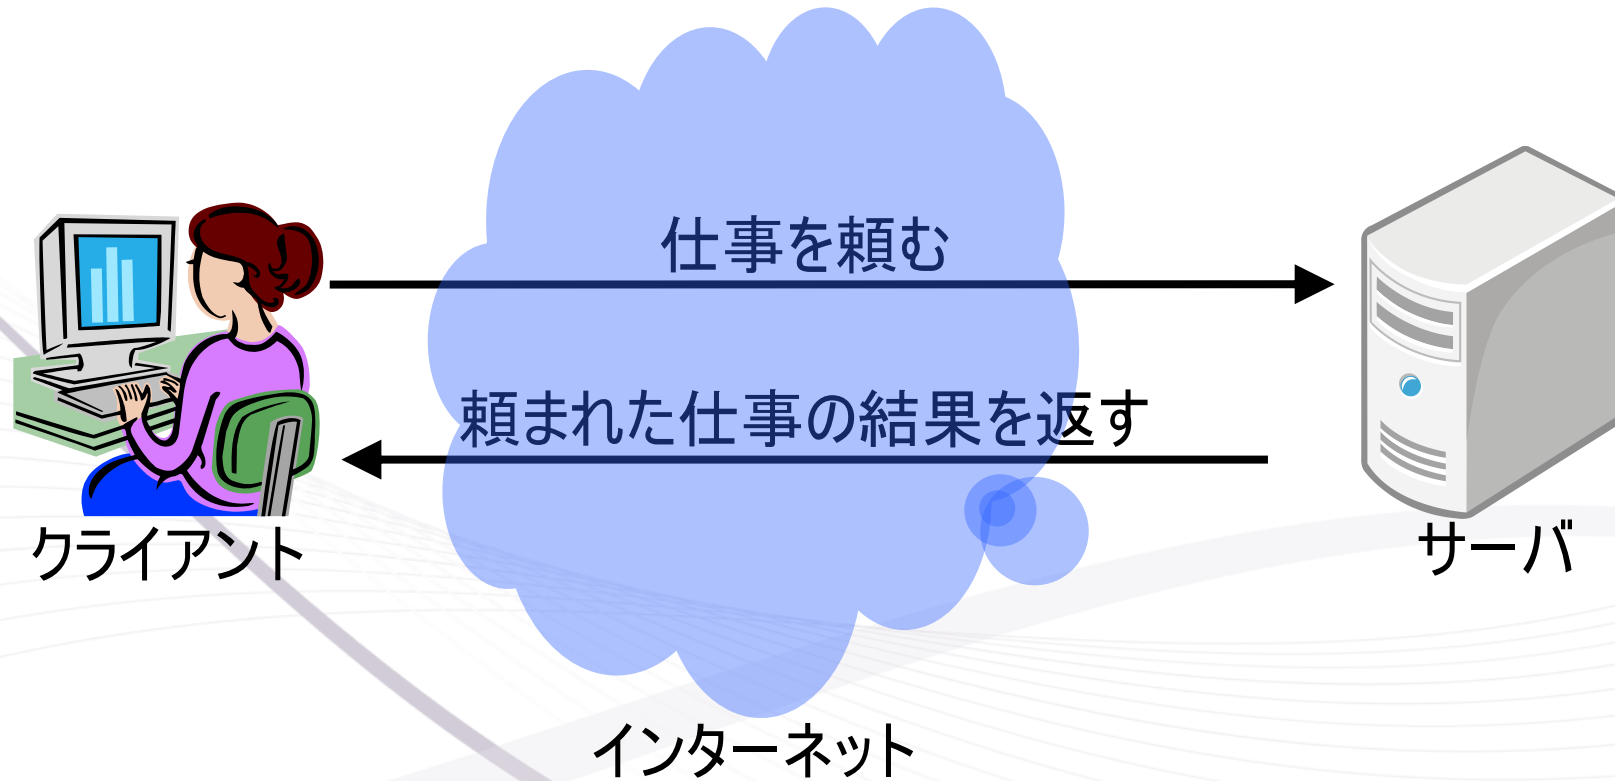 仕事を頼む
頼まれた仕事の結果を返す
クライアント
サーバ
インターネット